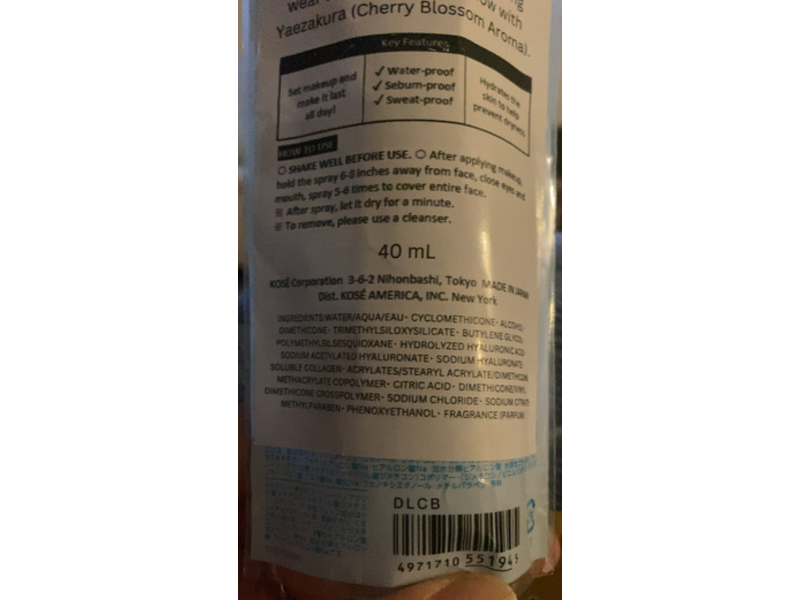 wear
ow with
Yaezakura (Cherry Blossom Aroma).
Key Features
Set makeup and
make it last
all day!
✓ Water-proof
✓ Sebum-proof
✓ Sweat-proof
Hydrates the
skin to help
prevent dryness
HOW TO USE
○ SHAKE WELL BEFORE USE. ○ After applying makeup,
hold the spray 6-8 inches away from face, close eyes and
mouth, spray 5-6 times to cover entire face.
※ After spray, let it dry for a minute.
※ To remove, please use a cleanser.
40 mL
KOSÉ Corporation 3-6-2 Nihonbashi, Tokyo MADE IN JAPAN
Dist. KOSÉ AMERICA, INC. New York
INGREDIENTS:WATER/AQUA/EAU· CYCLOMETHICONE· ALCOHOL·
DIMETHICONE· TRIMETHYLSILOXYSILICATE· BUTYLENE GLYCOL·
POLYMETHYLSILSESQUIOXANE· HYDROLYZED HYALURONIC ACID·
SODIUM ACETYLATED HYALURONATE· SODIUM HYALURONATE·
SOLUBLE COLLAGEN· ACRYLATES/STEARYL ACRYLATE/DIMETHICONE
METHACRYLATE COPOLYMER· CITRIC ACID· DIMETHICONE/VINYL
DIMETHICONE CROSSPOLYMER· SODIUM CHLORIDE· SODIUM CITRATE·
METHYLPARABEN· PHENOXYETHANOL· FRAGRANCE (PARFUM
DLCB
4971710 551945